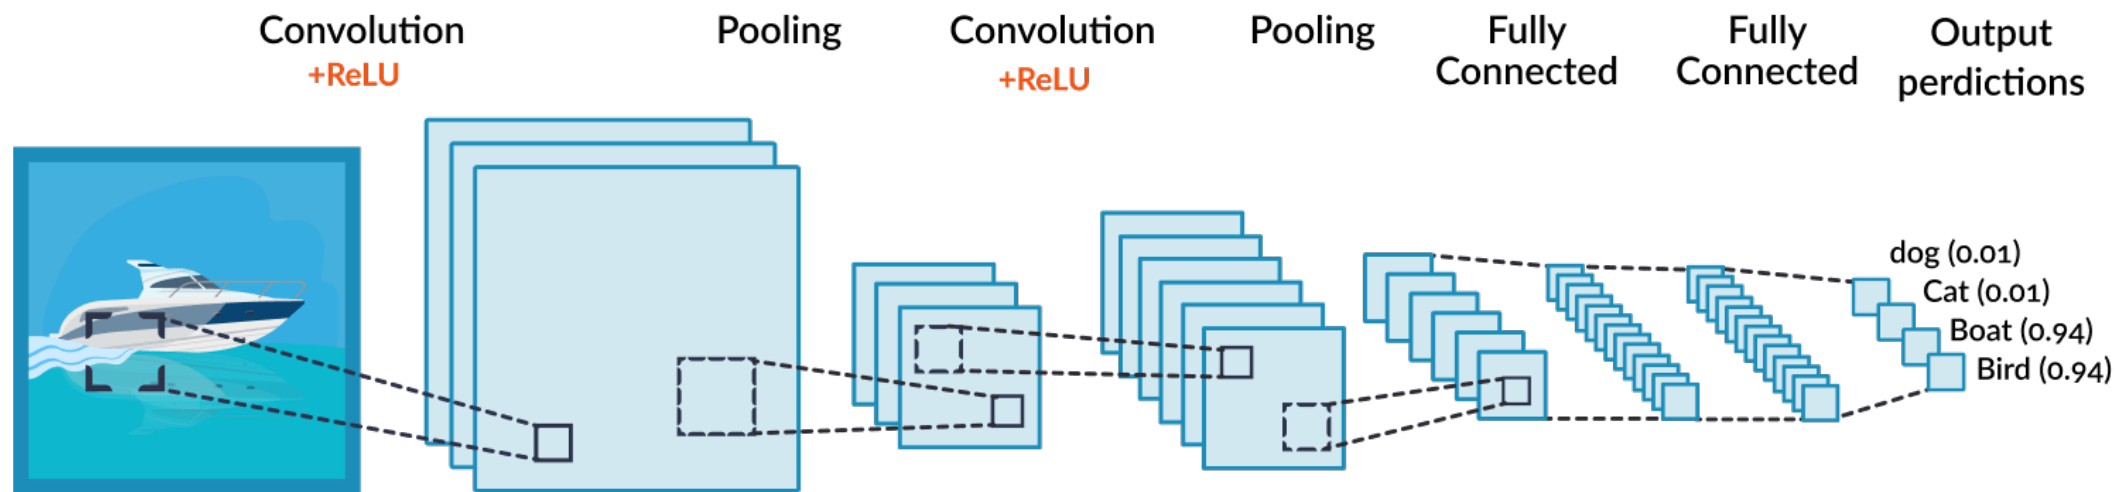 Convolution
+ReLU
Pooling
Convolution
+ReLU
Pooling
Fully
Connected
Fully
Connected
Output
perdictions
dog (0.01)
Cat (0.01)
Boat (0.94)
Bird (0.94)